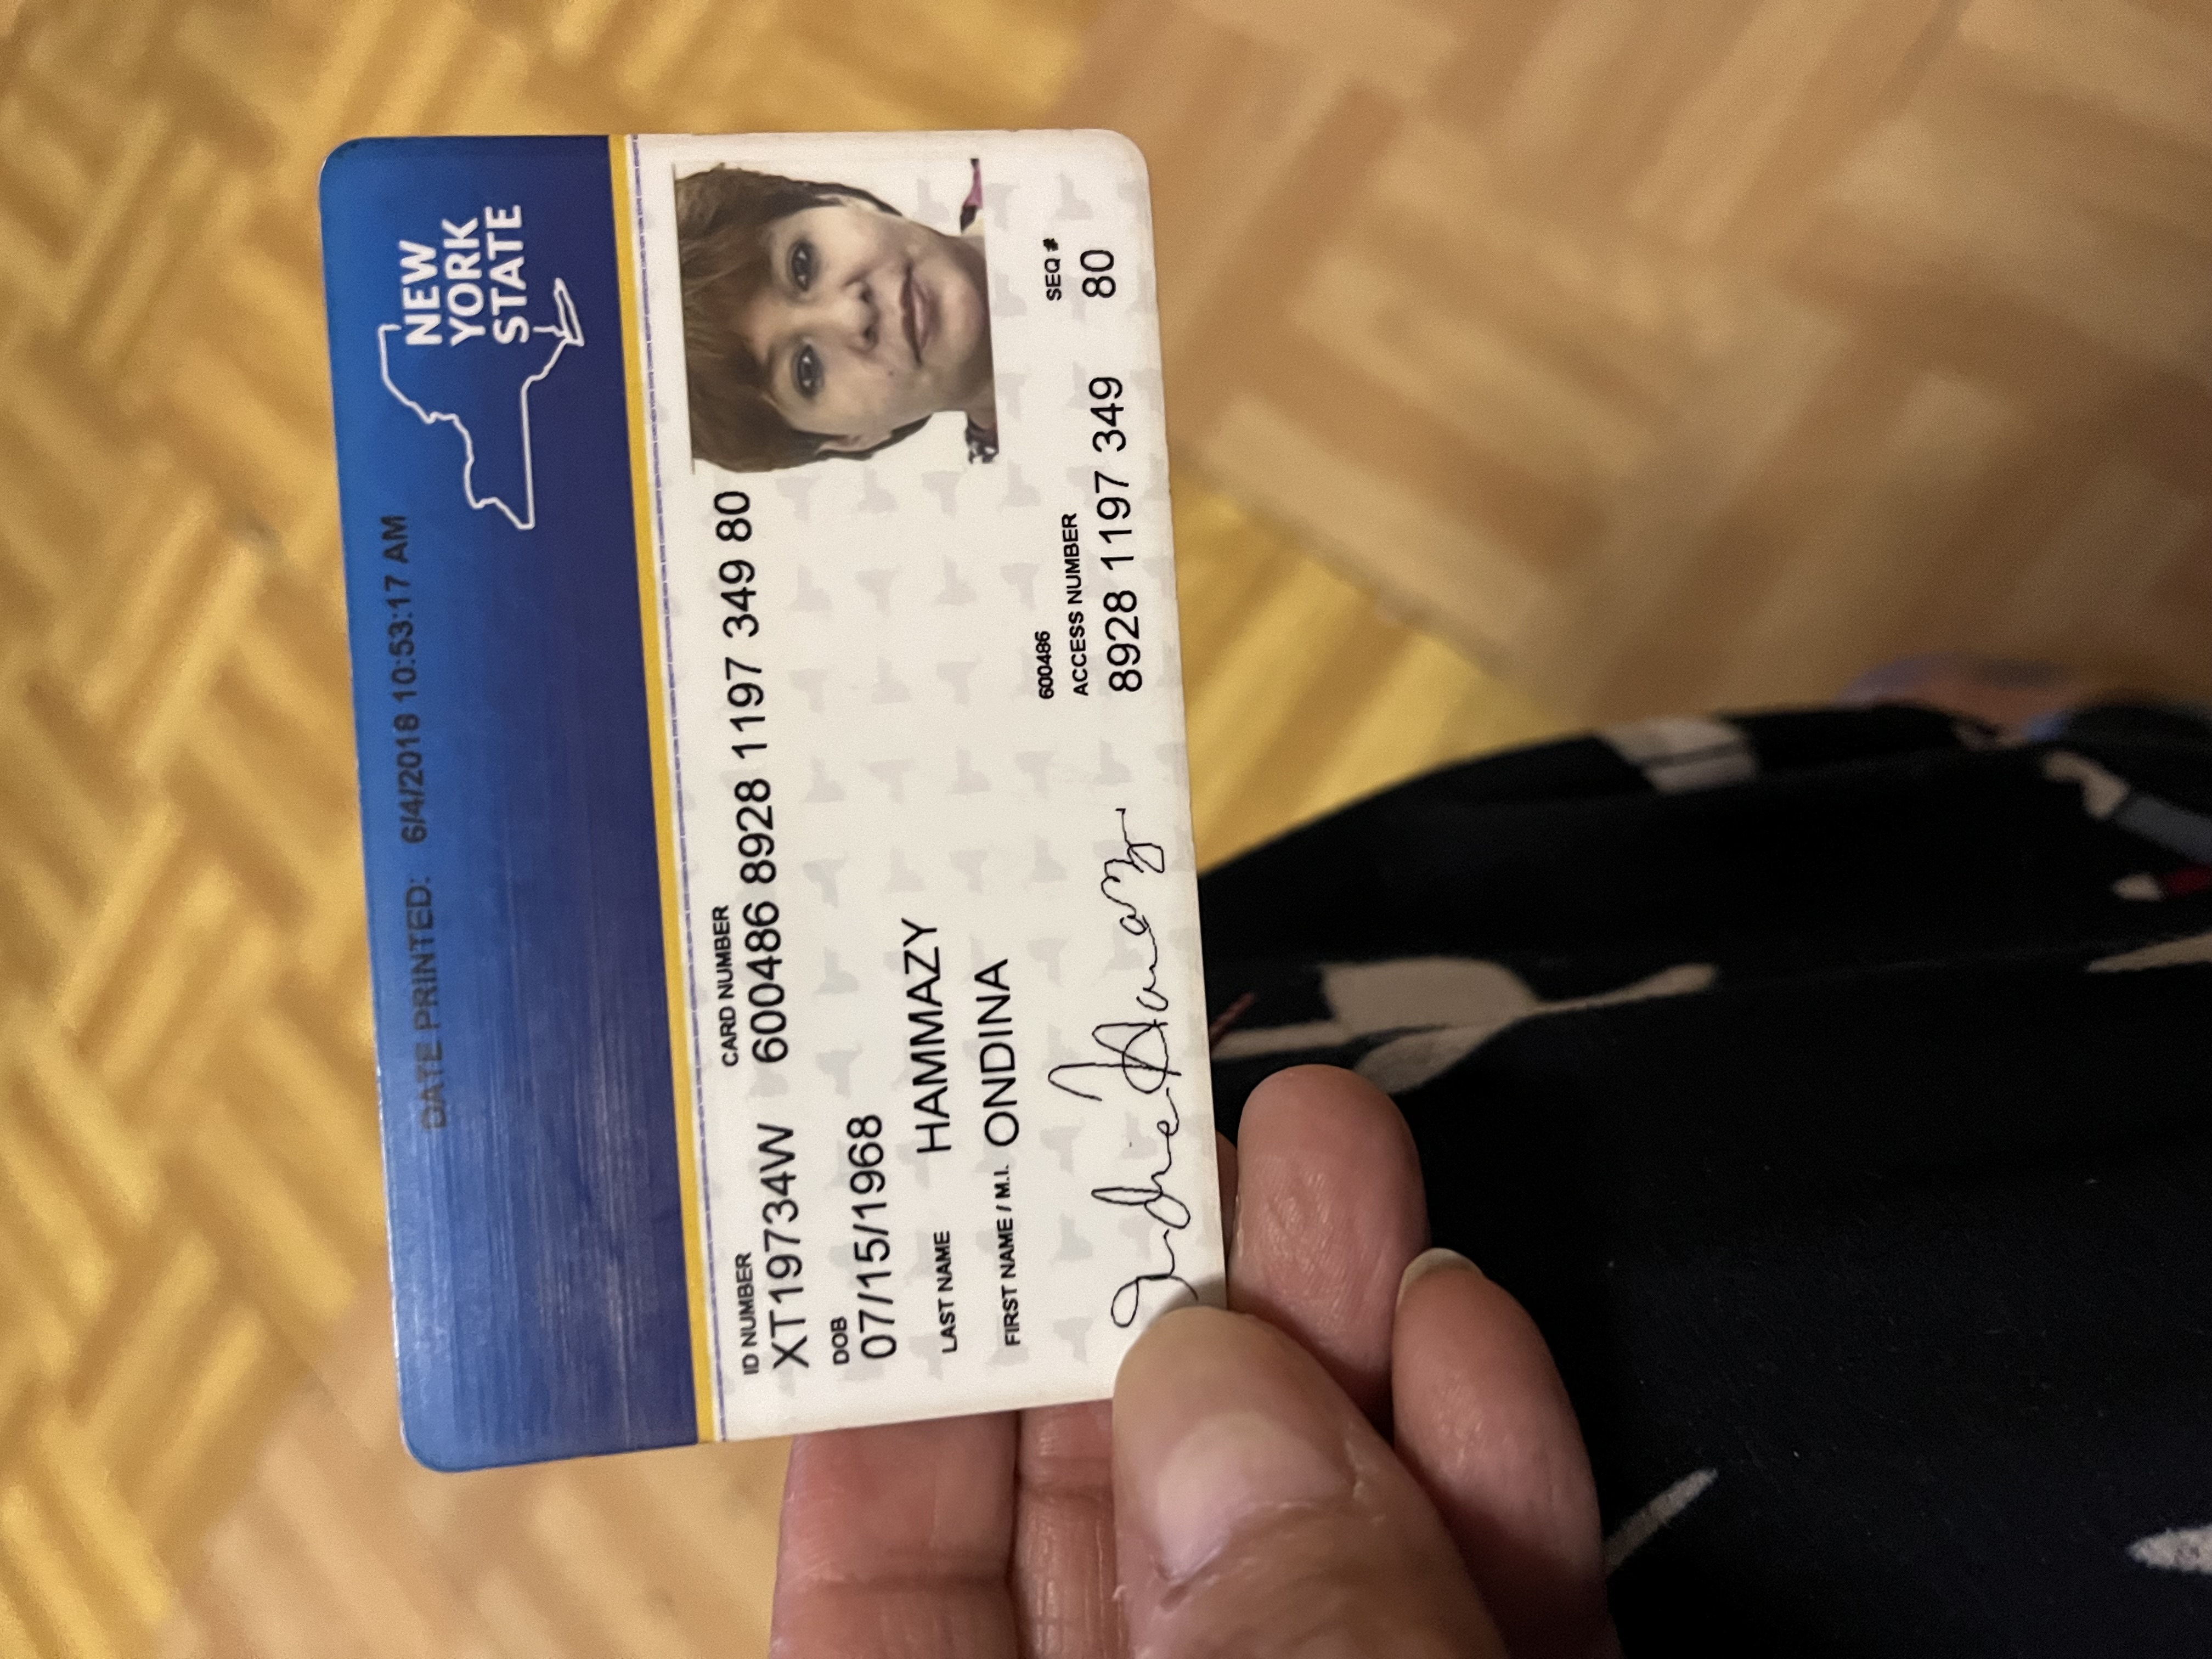 DATE PRINTED: 6/4/2018 10:53:17 AM
NEW
YORK
STATE
ID NUMBER CARD NUMBER
XT19734W 600486 8928 1197 349 80
DOB
07/15/1968
LAST NAME HAMMAZY
FIRST NAME / M.I. ONDINA
600486
ACCESS NUMBER SEQ #
8928 1197 349 80